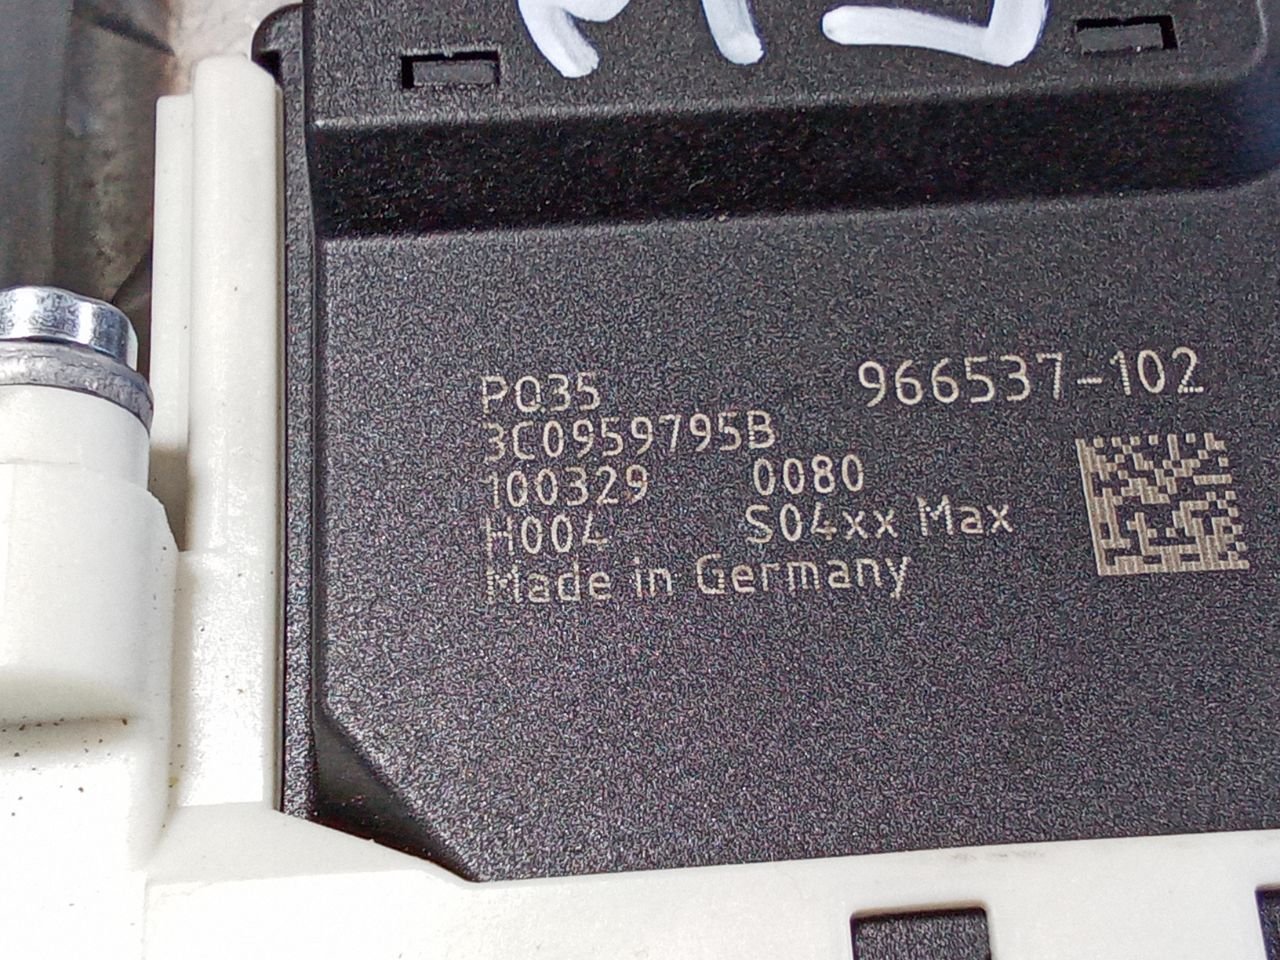 PQ35 966537-102
3C0959795B
100329 0080
H004 S04xx Max
Made in Germany